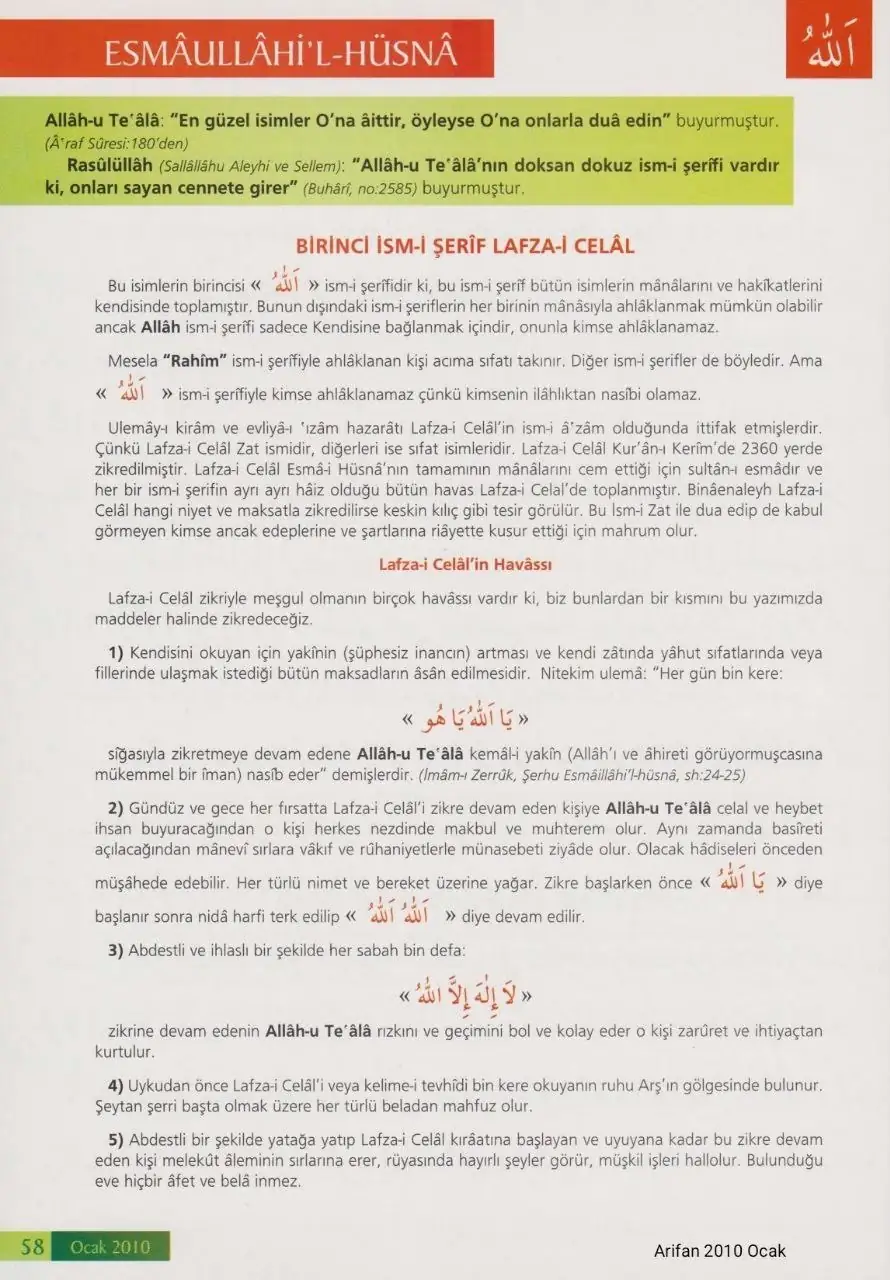 ESMÂULLÂHİ'L-HÜSNÂ
اَللّٰهُ
Allâh-u Te'âlâ: “En güzel isimler O'na âittir, öyleyse O'na onlarla duâ edin” buyurmuştur.
(Â'raf Sûresi:180'den)
Rasûlüllâh (Sallâllâhu Aleyhi ve Sellem): “Allâh-u Te'âlâ'nın doksan dokuz ism-i şerîfi vardır
ki, onları sayan cennete girer” (Buhârî, no:2585) buyurmuştur.
BİRİNCİ İSM-İ ŞERÎF LAFZA-İ CELÂL
Bu isimlerin birincisi « اَللّٰهُ » ism-i şerîfidir ki, bu ism-i şerîf bütün isimlerin mânâlarını ve hakîkatlerini
kendisinde toplamıştır. Bunun dışındaki ism-i şeriflerin her birinin mânâsıyla ahlâklanmak mümkün olabilir
ancak Allâh ism-i şerîfi sadece Kendisine bağlanmak içindir, onunla kimse ahlâklanamaz.
Mesela “Rahîm” ism-i şerîfiyle ahlâklanan kişi acıma sıfatı takınır. Diğer ism-i şerifler de böyledir. Ama
« اَللّٰهُ » ism-i şerîfiyle kimse ahlâklanamaz çünkü kimsenin ilâhlıktan nasîbi olamaz.
Ulemây-ı kirâm ve evliyâ-ı 'ızâm hazarâtı Lafza-i Celâl'in ism-i â'zâm olduğunda ittifak etmişlerdir.
Çünkü Lafza-i Celâl Zat ismidir, diğerleri ise sıfat isimleridir. Lafza-i Celâl Kur'ân-ı Kerîm'de 2360 yerde
zikredilmiştir. Lafza-i Celâl Esmâ-i Hüsnâ'nın tamamının mânâlarını cem ettiği için sultân-ı esmâdır ve
her bir ism-i şerifin ayrı ayrı hâiz olduğu bütün havas Lafza-i Celal'de toplanmıştır. Binâenaleyh Lafza-i
Celâl hangi niyet ve maksatla zikredilirse keskin kılıç gibi tesir görülür. Bu İsm-i Zat ile dua edip de kabul
görmeyen kimse ancak edeplerine ve şartlarına riâyette kusur ettiği için mahrum olur.
Lafza-i Celâl'in Havâssı
Lafza-i Celâl zikriyle meşgul olmanın birçok havâssı vardır ki, biz bunlardan bir kısmını bu yazımızda
maddeler halinde zikredeceğiz.
1) Kendisini okuyan için yakînin (şüphesiz inancın) artması ve kendi zâtında yâhut sıfatlarında veya
fillerinde ulaşmak istediği bütün maksadların âsân edilmesidir. Nitekim ulemâ: “Her gün bin kere:
« يَا اَللّٰهُ يَا هُو »
sîğasıyla zikretmeye devam edene Allâh-u Te'âlâ kemâl-i yakîn (Allâh'ı ve âhireti görüyormuşcasına
mükemmel bir îman) nasîb eder” demişlerdir. (İmâm-ı Zerrûk, Şerhu Esmâillâhi'l-hüsnâ, sh:24-25)
2) Gündüz ve gece her fırsatta Lafza-i Celâl'i zikre devam eden kişiye Allâh-u Te'âlâ celal ve heybet
ihsan buyuracağından o kişi herkes nezdinde makbul ve muhterem olur. Aynı zamanda basîreti
açılacağından mânevî sırlara vâkıf ve rûhaniyetlerle münasebeti ziyâde olur. Olacak hâdiseleri önceden
müşâhede edebilir. Her türlü nimet ve bereket üzerine yağar. Zikre başlarken önce « يَا اَللّٰهُ » diye
başlanır sonra nidâ harfi terk edilip « اَللّٰهُ اَللّٰهُ » diye devam edilir.
3) Abdestli ve ihlaslı bir şekilde her sabah bin defa:
« لَا إِلٰهَ إِلَّا اللّٰهُ »
zikrine devam edenin Allâh-u Te'âlâ rızkını ve geçimini bol ve kolay eder o kişi zarûret ve ihtiyaçtan
kurtulur.
4) Uykudan önce Lafza-i Celâl'i veya kelime-i tevhîdi bin kere okuyanın ruhu Arş'ın gölgesinde bulunur.
Şeytan şerri başta olmak üzere her türlü beladan mahfuz olur.
5) Abdestli bir şekilde yatağa yatıp Lafza-i Celâl kırâatına başlayan ve uyuyana kadar bu zikre devam
eden kişi melekût âleminin sırlarına erer, rüyasında hayırlı şeyler görür, müşkil işleri hallolur. Bulunduğu
eve hiçbir âfet ve belâ inmez.
58 Ocak 2010
Arifan 2010 Ocak